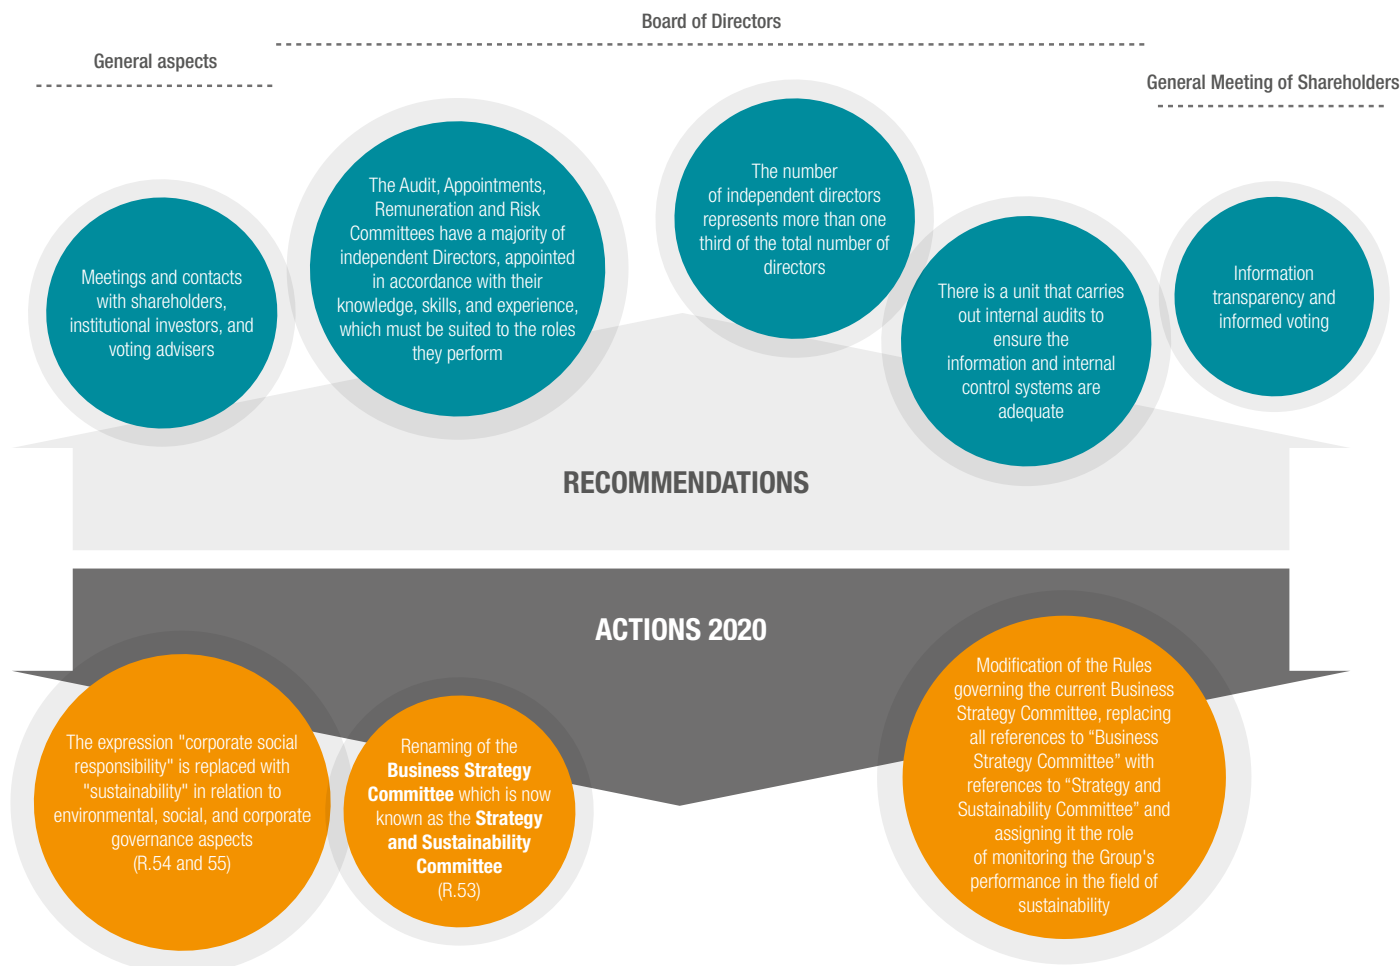 Board of Directors
General aspects
General Meeting of Shareholders
Meetings and contacts
with shareholders,
institutional investors, and
voting advisers
The Audit, Appointments,
Remuneration and Risk
Committees have a majority of
independent Directors, appointed
in accordance with their
knowledge, skills, and experience,
which must be suited to the roles
they perform
The number
of independent directors
represents more than one
third of the total number of
directors
There is a unit that carries
out internal audits to
ensure the
information and internal
control systems are
adequate
Information
transparency and
informed voting
RECOMMENDATIONS
ACTIONS 2020
The expression "corporate social
responsibility" is replaced with
"sustainability" in relation to
environmental, social, and corporate
governance aspects
(R.54 and 55)
Renaming of the
Business Strategy
Committee which is now
known as the Strategy
and Sustainability
Committee
(R.53)
Modification of the Rules
governing the current Business
Strategy Committee, replacing
all references to “Business
Strategy Committee” with
references to “Strategy and
Sustainability Committee” and
assigning it the role
of monitoring the Group's
performance in the field of
sustainability